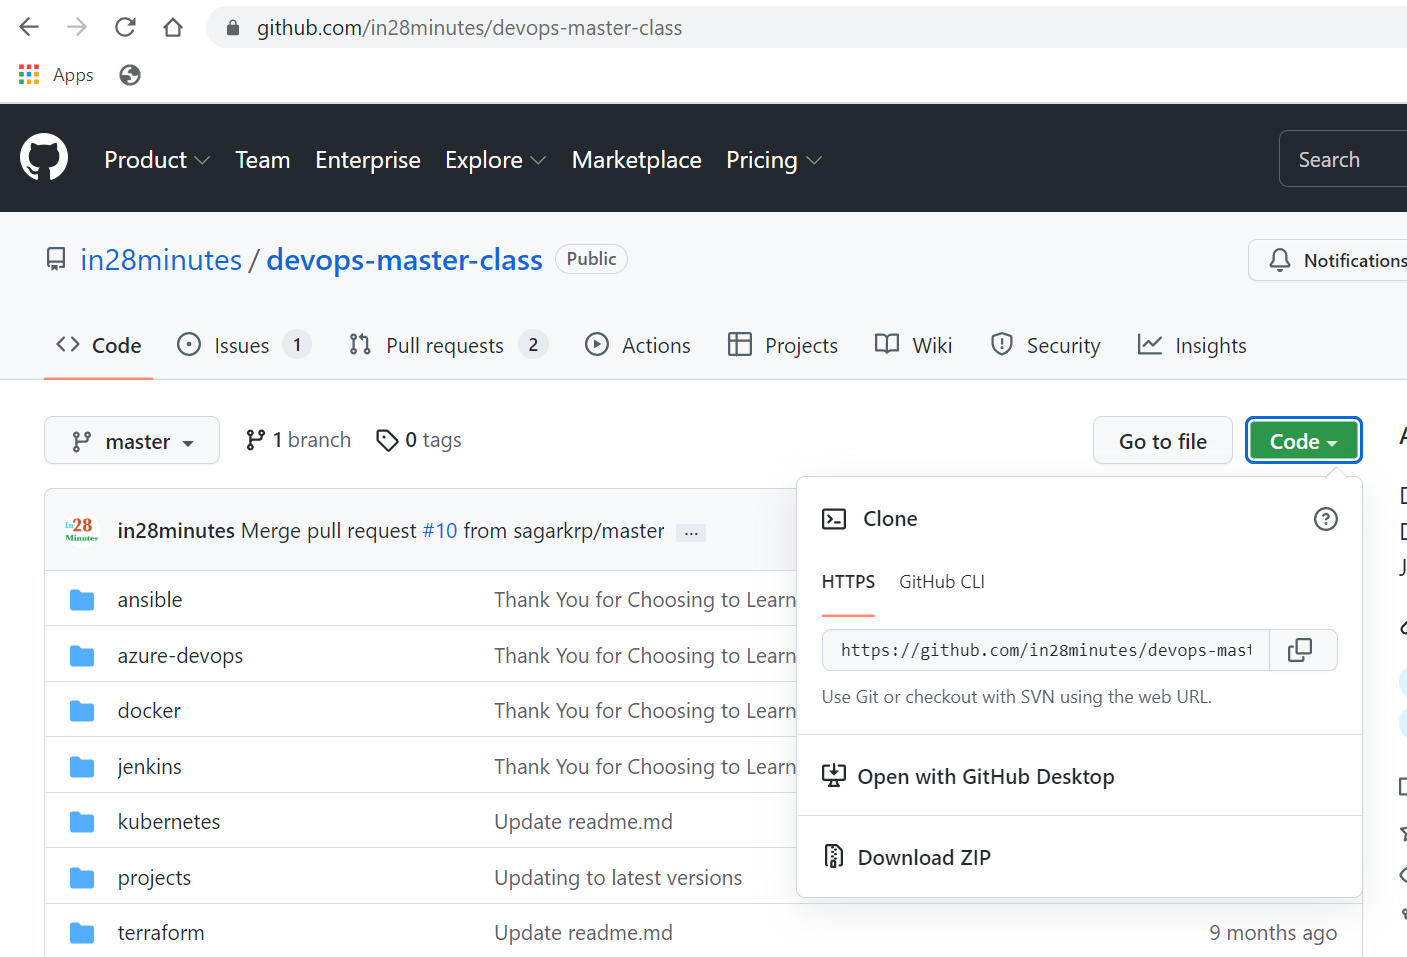 github.com/in28minutes/devops-master-class
Apps
Product Team Enterprise Explore Marketplace Pricing Search
in28minutes / devops-master-class Public Notifications
Code Issues 1 Pull requests 2 Actions Projects Wiki Security Insights
master 1 branch 0 tags Go to file Code
In 28 Minutes
in28minutes Merge pull request #10 from sagarkrp/master ...
ansible Thank You for Choosing to Learn
azure-devops Thank You for Choosing to Learn
docker Thank You for Choosing to Learn
jenkins Thank You for Choosing to Learn
kubernetes Update readme.md
projects Updating to latest versions
terraform Update readme.md 9 months ago
Clone
HTTPS GitHub CLI
https://github.com/in28minutes/devops-mast
Use Git or checkout with SVN using the web URL.
Open with GitHub Desktop
Download ZIP